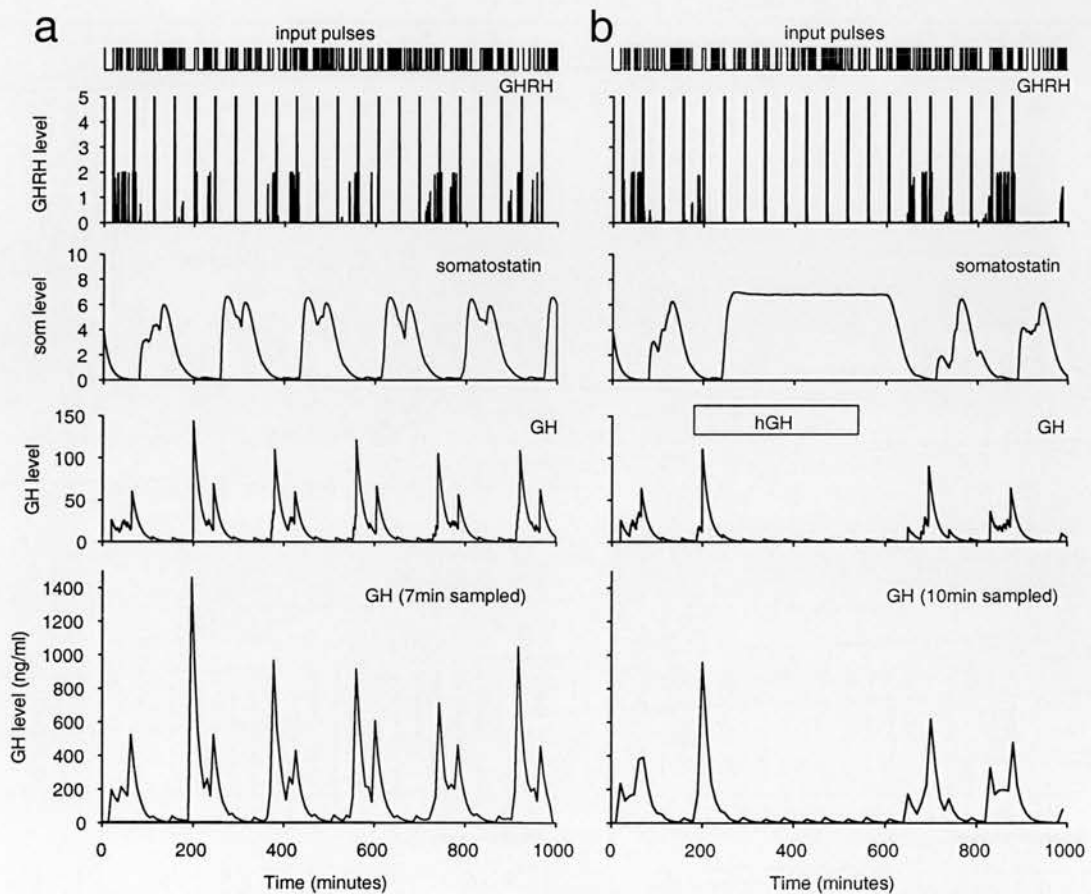 a
input pulses
GHRH
GHRH level
5
4
3
2
1
0
somatostatin
som level
10
8
6
4
2
0
GH
GH level
150
100
50
0
GH (7min sampled)
GH level (ng/ml)
1400
1200
1000
800
600
400
200
0
0 200 400 600 800 1000
Time (minutes)
b
input pulses
GHRH
somatostatin
hGH
GH
GH (10min sampled)
0 200 400 600 800 1000
Time (minutes)